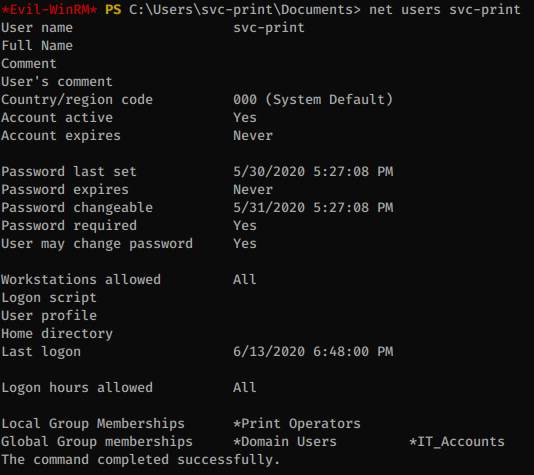 *Evil-WinRM* PS C:\Users\svc-print\Documents> net users svc-print
User name                    svc-print
Full Name
Comment
User's comment
Country/region code          000 (System Default)
Account active               Yes
Account expires              Never

Password last set            5/30/2020 5:27:08 PM
Password expires             Never
Password changeable          5/31/2020 5:27:08 PM
Password required            Yes
User may change password     Yes

Workstations allowed         All
Logon script
User profile
Home directory
Last logon                   6/13/2020 6:48:00 PM

Logon hours allowed          All

Local Group Memberships      *Print Operators
Global Group memberships     *Domain Users         *IT_Accounts
The command completed successfully.